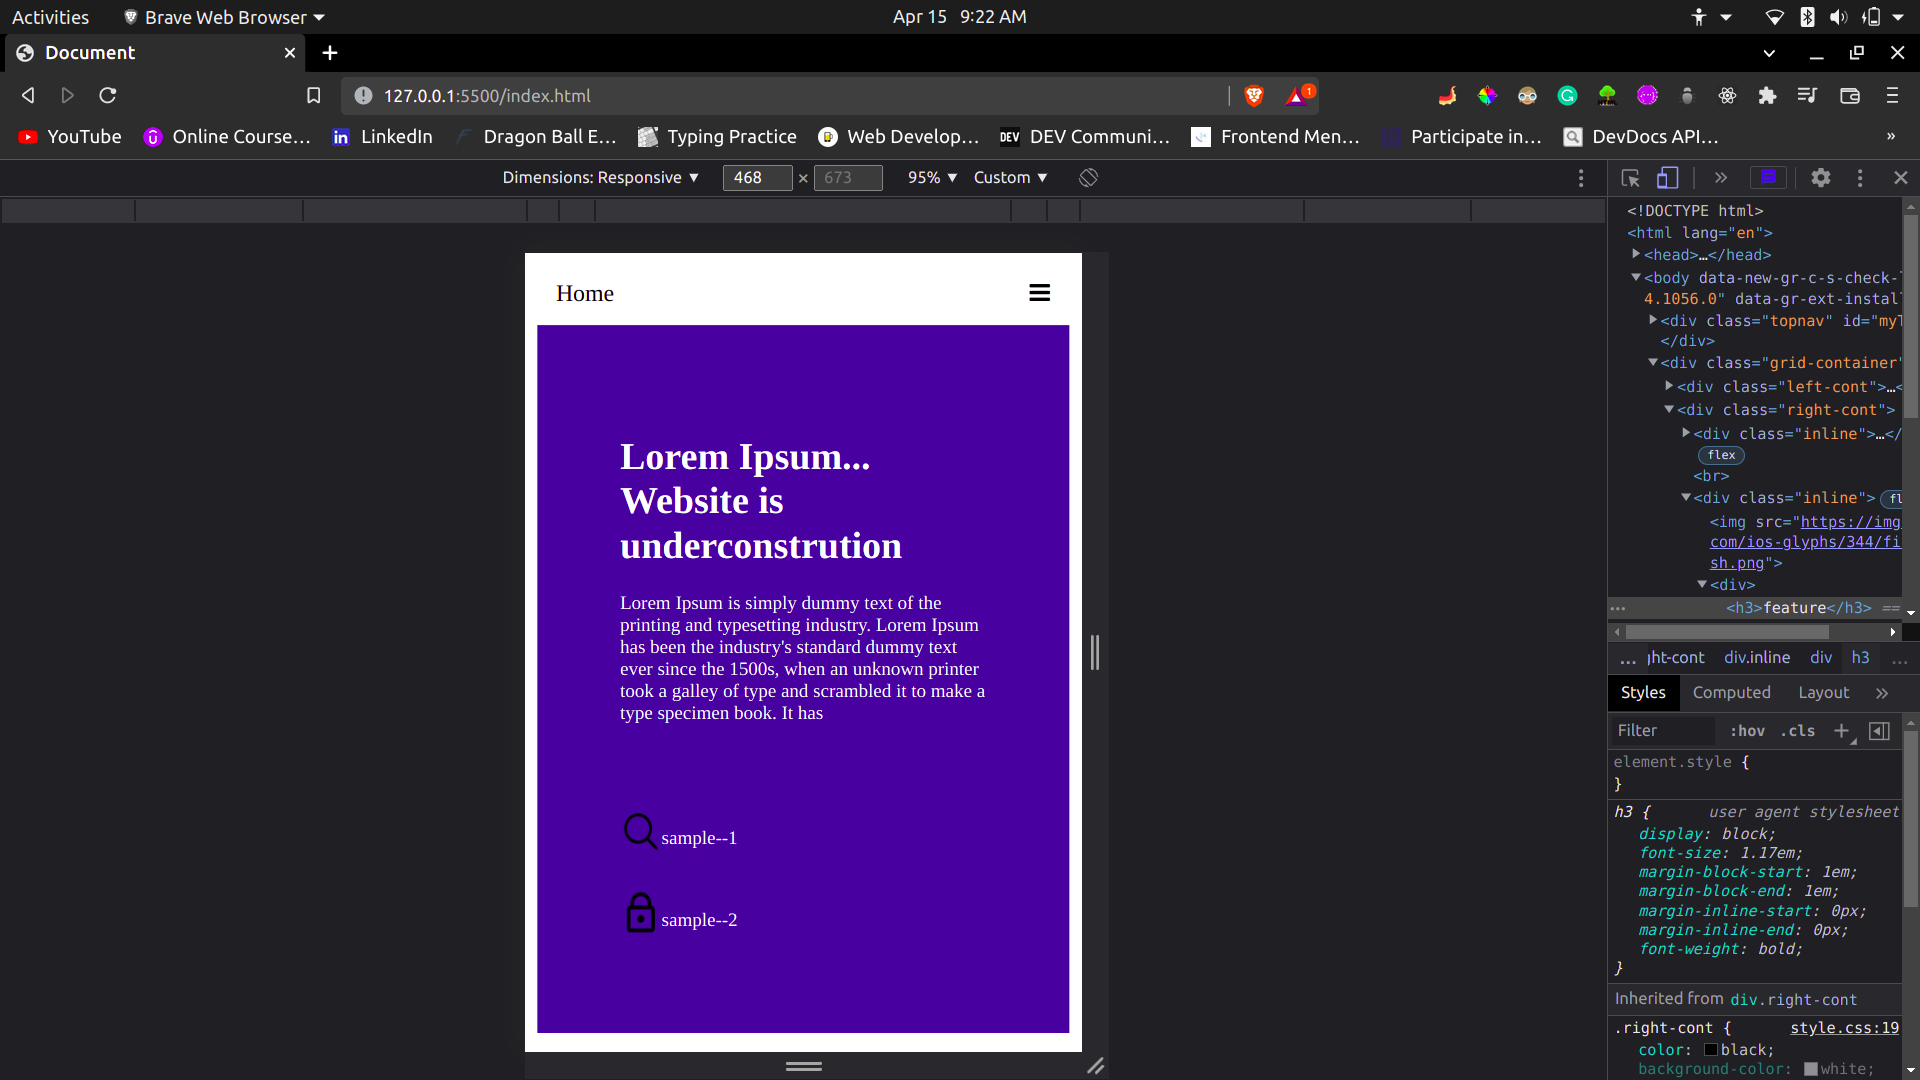 Activities
Brave Web Browser
Apr 15 9:22 AM
Document
127.0.0.1:5500/index.html
1
YouTube
Online Course…
LinkedIn
Dragon Ball E…
Typing Practice
Web Develop…
DEV
DEV Communi…
Frontend Men…
Participate in…
DevDocs API…
»
Dimensions: Responsive
468 × 673
95%
Custom
Home
Lorem Ipsum...
Website is
underconstrution
Lorem Ipsum is simply dummy text of the
printing and typesetting industry. Lorem Ipsum
has been the industry's standard dummy text
ever since the 1500s, when an unknown printer
took a galley of type and scrambled it to make a
type specimen book. It has
sample--1
sample--2
<!DOCTYPE html>
<html lang="en">
<head>…</head>
<body data-new-gr-c-s-check-
4.1056.0" data-gr-ext-instal
<div class="topnav" id="my
</div>
<div class="grid-container"
<div class="left-cont">…<
<div class="right-cont">
<div class="inline">…</
flex
<br>
<div class="inline"> fl
<img src="https://img
com/ios-glyphs/344/fi
sh.png">
<div>
<h3>feature</h3> ==
… ght-cont div.inline div h3 …
Styles Computed Layout »
Filter :hov .cls +
element.style {
}
h3 { user agent stylesheet
display: block;
font-size: 1.17em;
margin-block-start: 1em;
margin-block-end: 1em;
margin-inline-start: 0px;
margin-inline-end: 0px;
font-weight: bold;
}
Inherited from div.right-cont
.right-cont { style.css:19
color: black;
background-color: white;